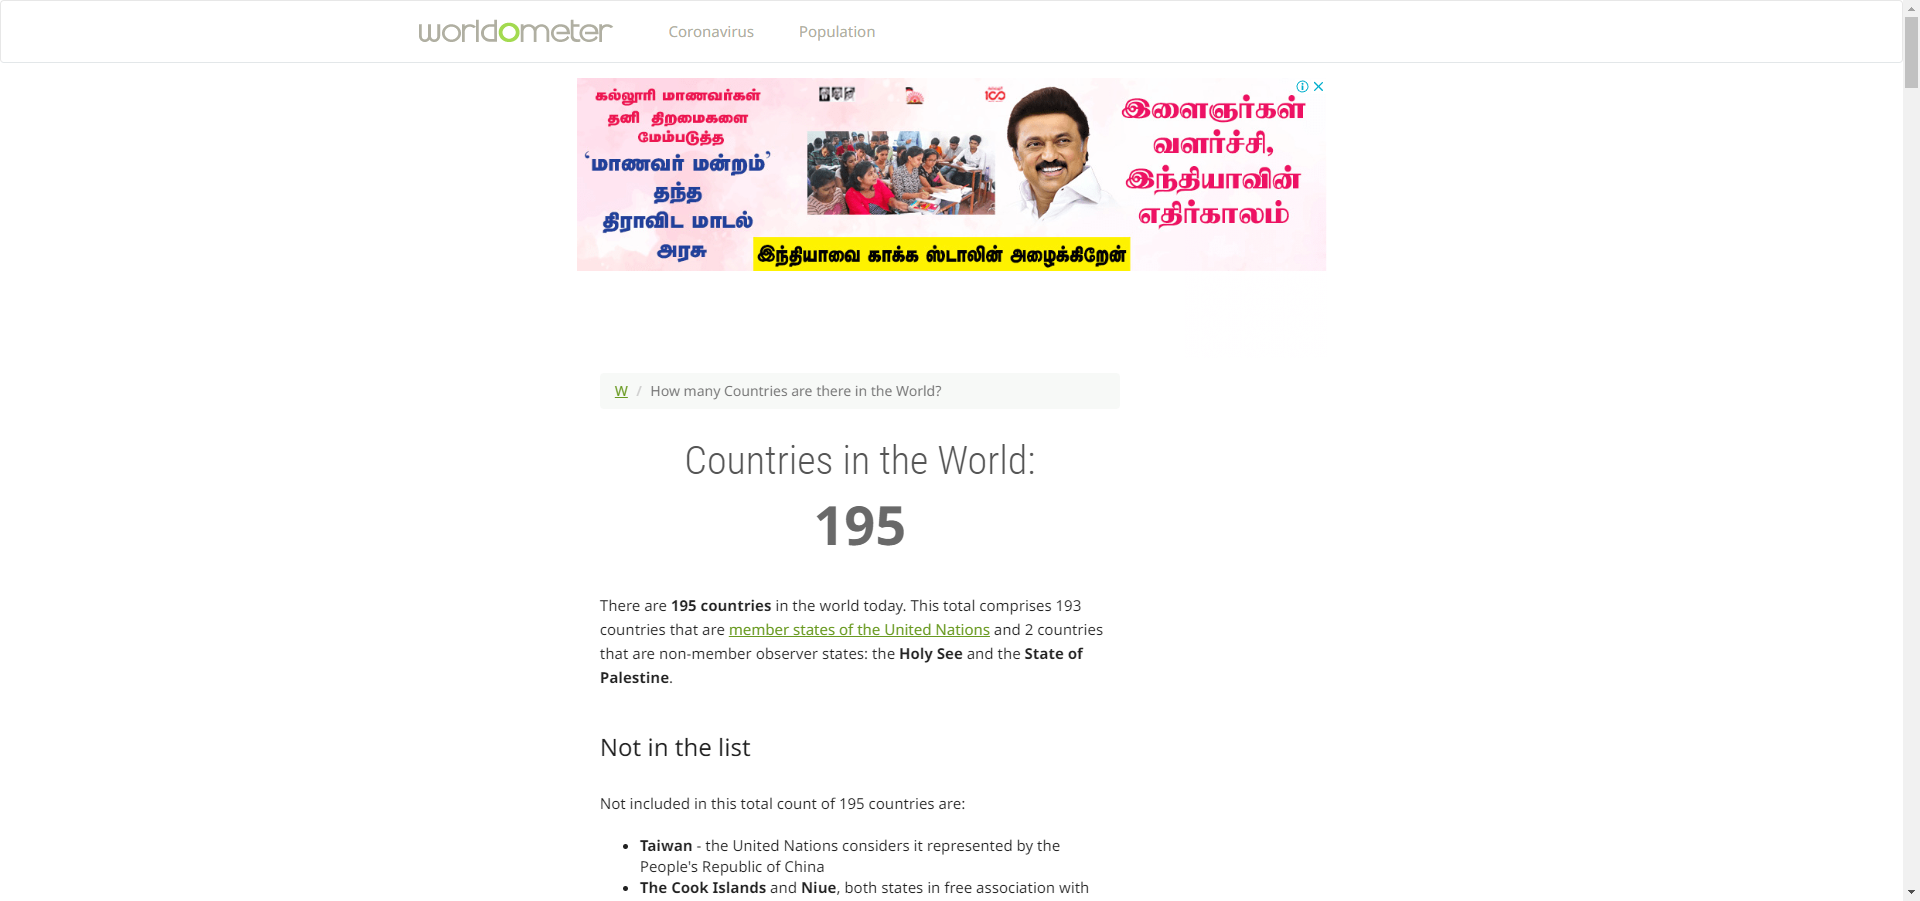 worldometer
Coronavirus
Population
கல்லூரி மாணவர்கள்
தனி திறமைகளை
மேம்படுத்த
'மாணவர் மன்றம்'
தந்த
திராவிட மாடல்
அரசு
100
இளைஞர்கள்
வளர்ச்சி,
இந்தியாவின்
எதிர்காலம்
இந்தியாவை காக்க ஸ்டாலின் அழைக்கிறேன்
W / How many Countries are there in the World?
Countries in the World:
195
There are 195 countries in the world today. This total comprises 193
countries that are member states of the United Nations and 2 countries
that are non-member observer states: the Holy See and the State of
Palestine.
Not in the list
Not included in this total count of 195 countries are:
• Taiwan - the United Nations considers it represented by the
People's Republic of China
• The Cook Islands and Niue, both states in free association with